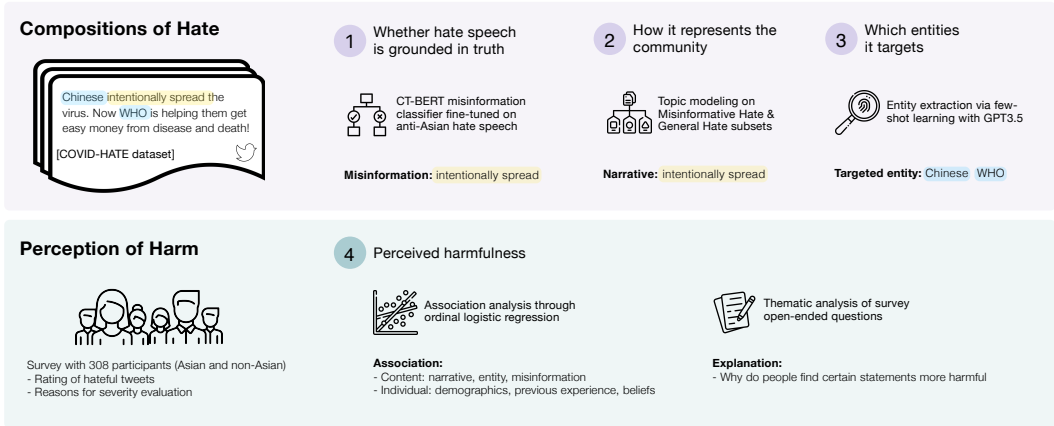 Compositions of Hate
Chinese intentionally spread the
virus. Now WHO is helping them get
easy money from disease and death!
[COVID-HATE dataset]
1
Whether hate speech
is grounded in truth
CT-BERT misinformation
classifier fine-tuned on
anti-Asian hate speech
Misinformation: intentionally spread
2
How it represents the
community
Topic modeling on
Misinformative Hate &
General Hate subsets
Narrative: intentionally spread
3
Which entities
it targets
Entity extraction via few-
shot learning with GPT3.5
Targeted entity: Chinese WHO
Perception of Harm
Survey with 308 participants (Asian and non-Asian)
- Rating of hateful tweets
- Reasons for severity evaluation
4
Perceived harmfulness
Association analysis through
ordinal logistic regression
Association:
- Content: narrative, entity, misinformation
- Individual: demographics, previous experience, beliefs
Thematic analysis of survey
open-ended questions
Explanation:
- Why do people find certain statements more harmful